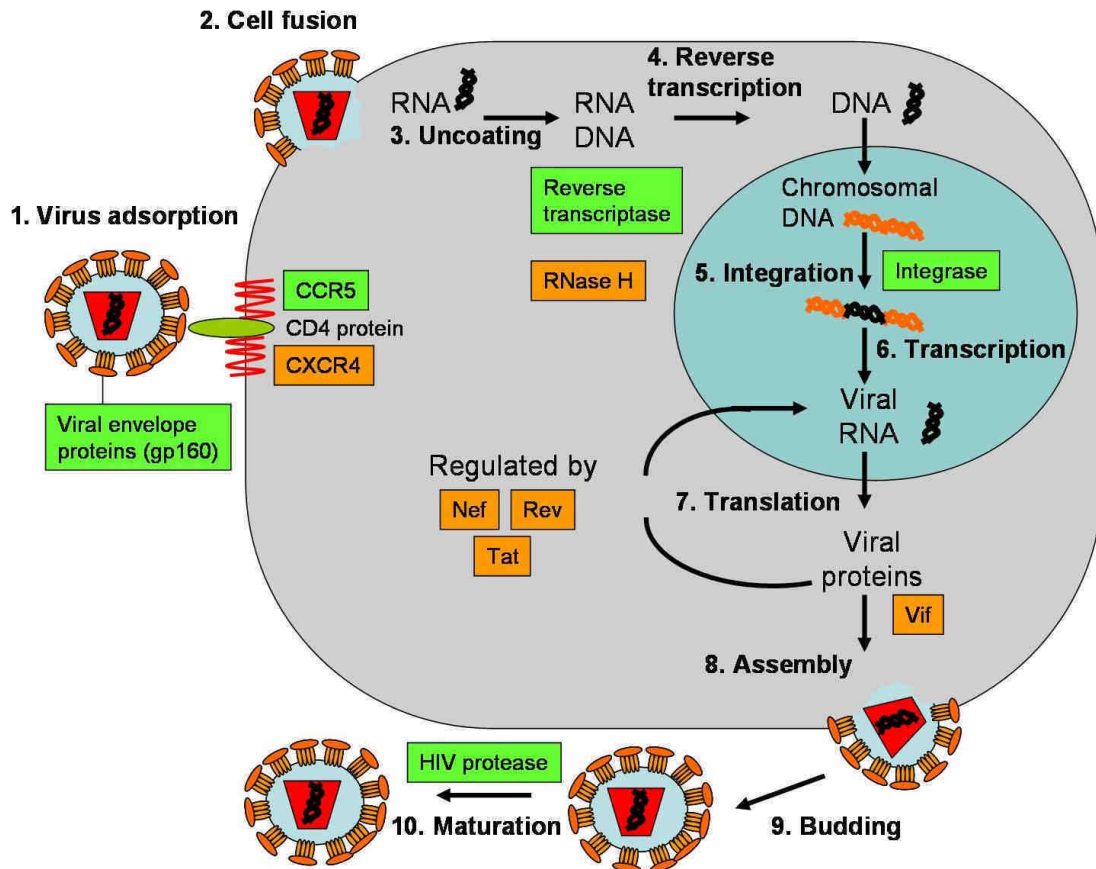 2. Cell fusion
4. Reverse
transcription
RNA
3. Uncoating
RNA
DNA
DNA
Reverse
transcriptase
Chromosomal
DNA
1. Virus adsorption
RNase H
5. Integration
Integrase
CCR5
CD4 protein
CXCR4
6. Transcription
Viral envelope
proteins (gp160)
Viral
RNA
Regulated by
Nef
Rev
Tat
7. Translation
Viral
proteins
Vif
8. Assembly
HIV protease
10. Maturation
9. Budding